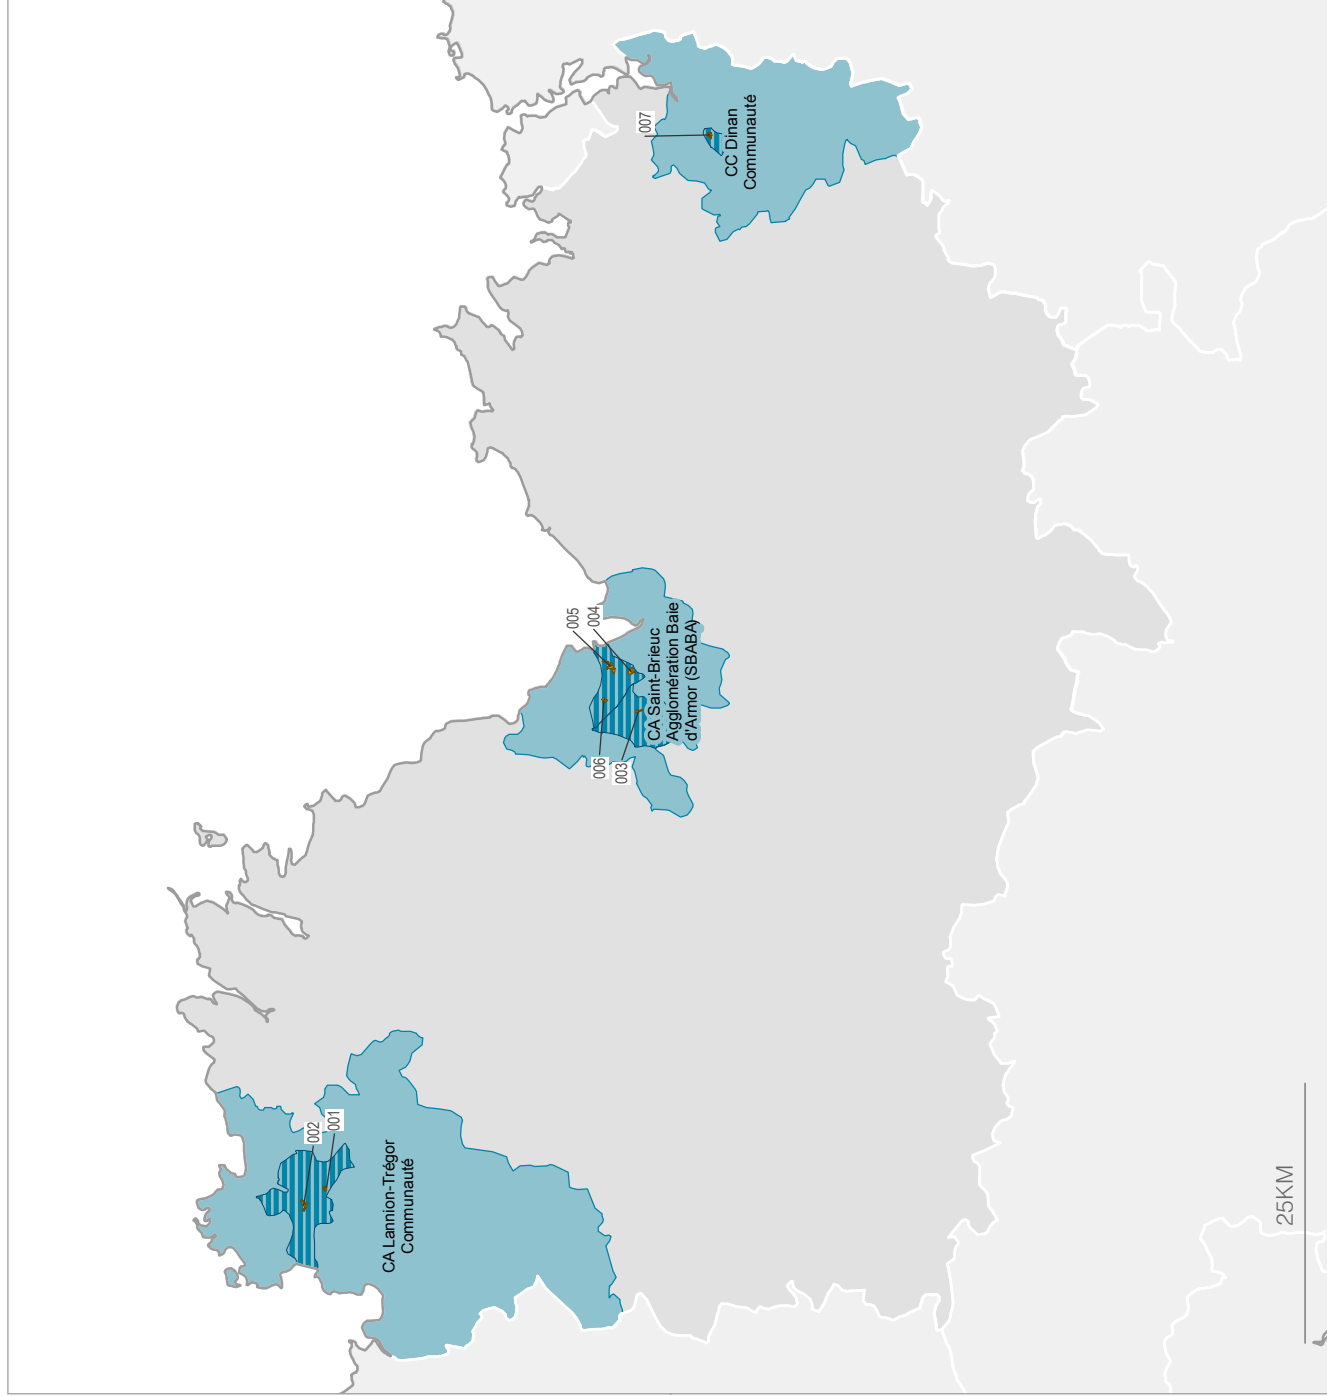 002
001
CA Lannion-Trégor
Communauté
005
004
006
003
CA Saint-Brieuc
Agglomération Baie
d'Armor (SBABA)
007
CC Dinan
Communauté
25KM